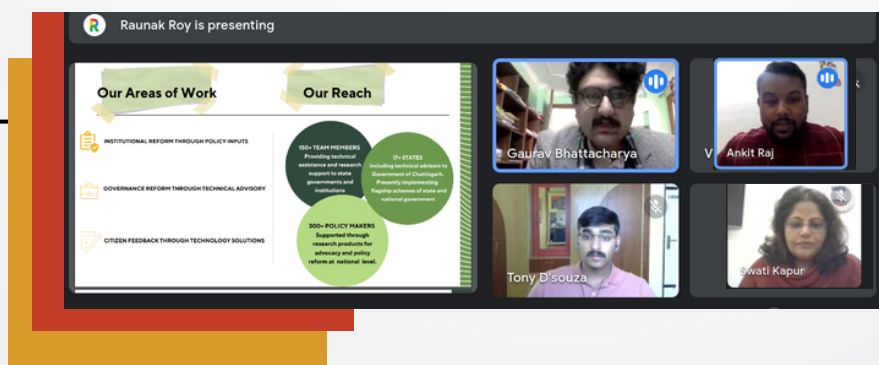 R Raunak Roy is presenting
Our Areas of Work
Our Reach
INSTITUTIONAL REFORM THROUGH POLICY INPUTS
GOVERNANCE REFORM THROUGH TECHNICAL ADVISORY
CITIZEN FEEDBACK THROUGH TECHNOLOGY SOLUTIONS
150+ TEAM MEMBERS
Providing technical
assistance and research
support to state
governments and
institutions
17+ STATES
Including technical advisors to
Government of Chattisgarh.
Presently implementing
flagship schemes of state and
national government
300+ POLICY MAKERS
Supported through
research products for
advocacy and policy
reform at national level.
Gaurav Bhattacharya
V Ankit Raj
Tony D'souza
Swati Kapur